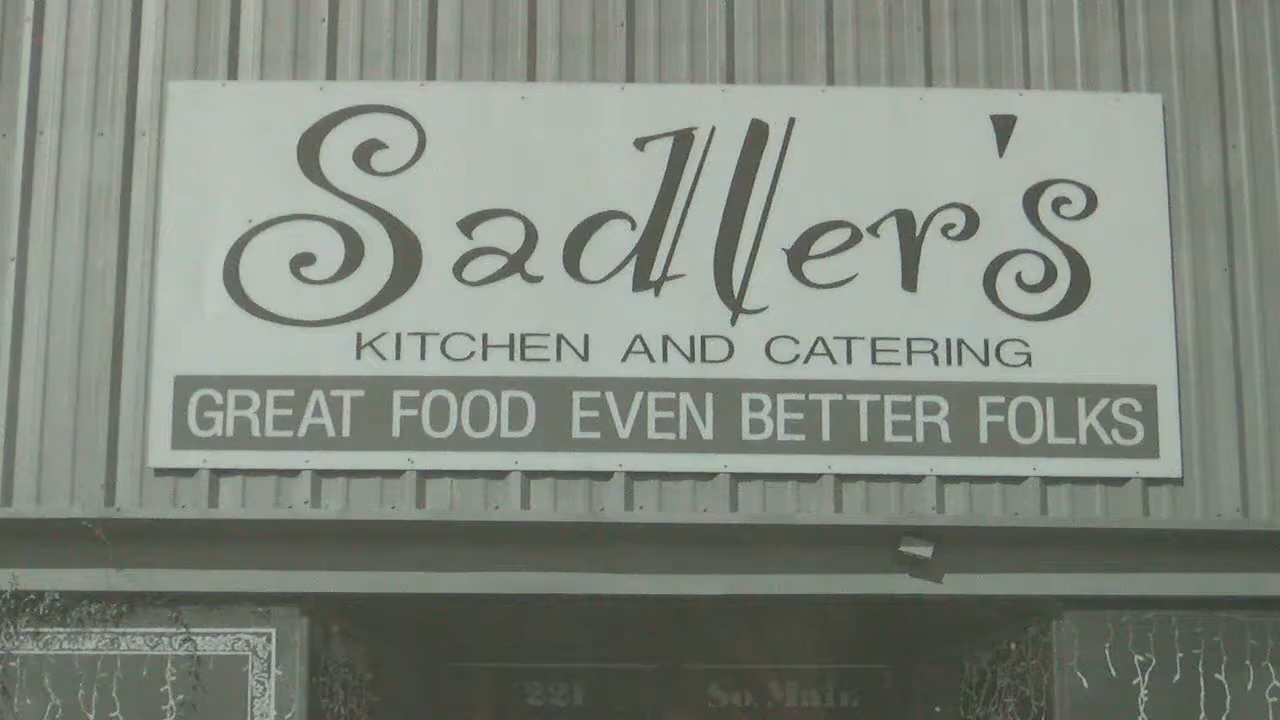 Sadler's
KITCHEN AND CATERING
GREAT FOOD EVEN BETTER FOLKS
221 So. Main